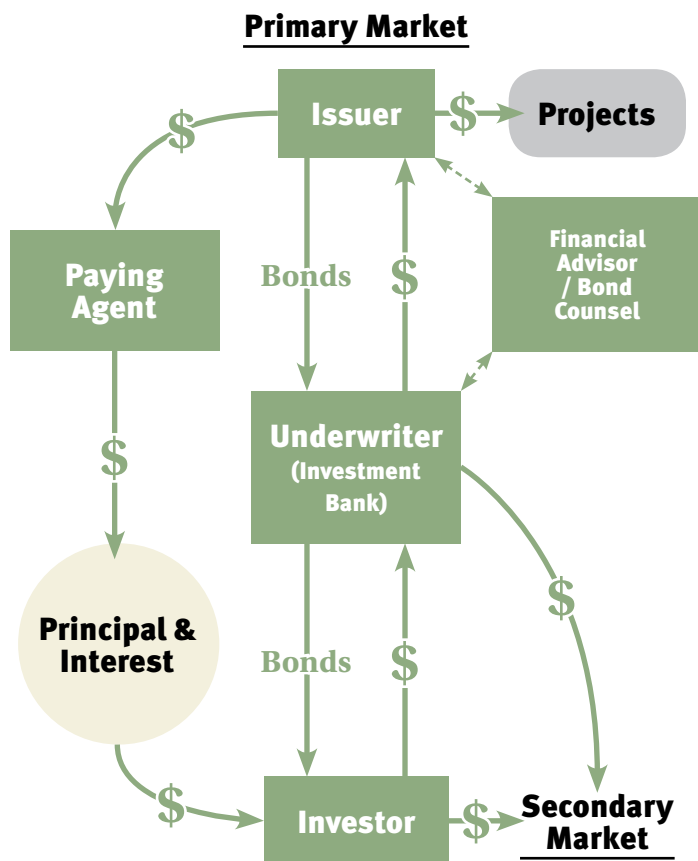 Primary Market
Issuer
$
Projects
$
Paying
Agent
Bonds
$
Financial
Advisor
/ Bond
Counsel
$
Underwriter
(Investment
Bank)
$
Principal &
Interest
Bonds
$
$
Investor
$
Secondary
Market